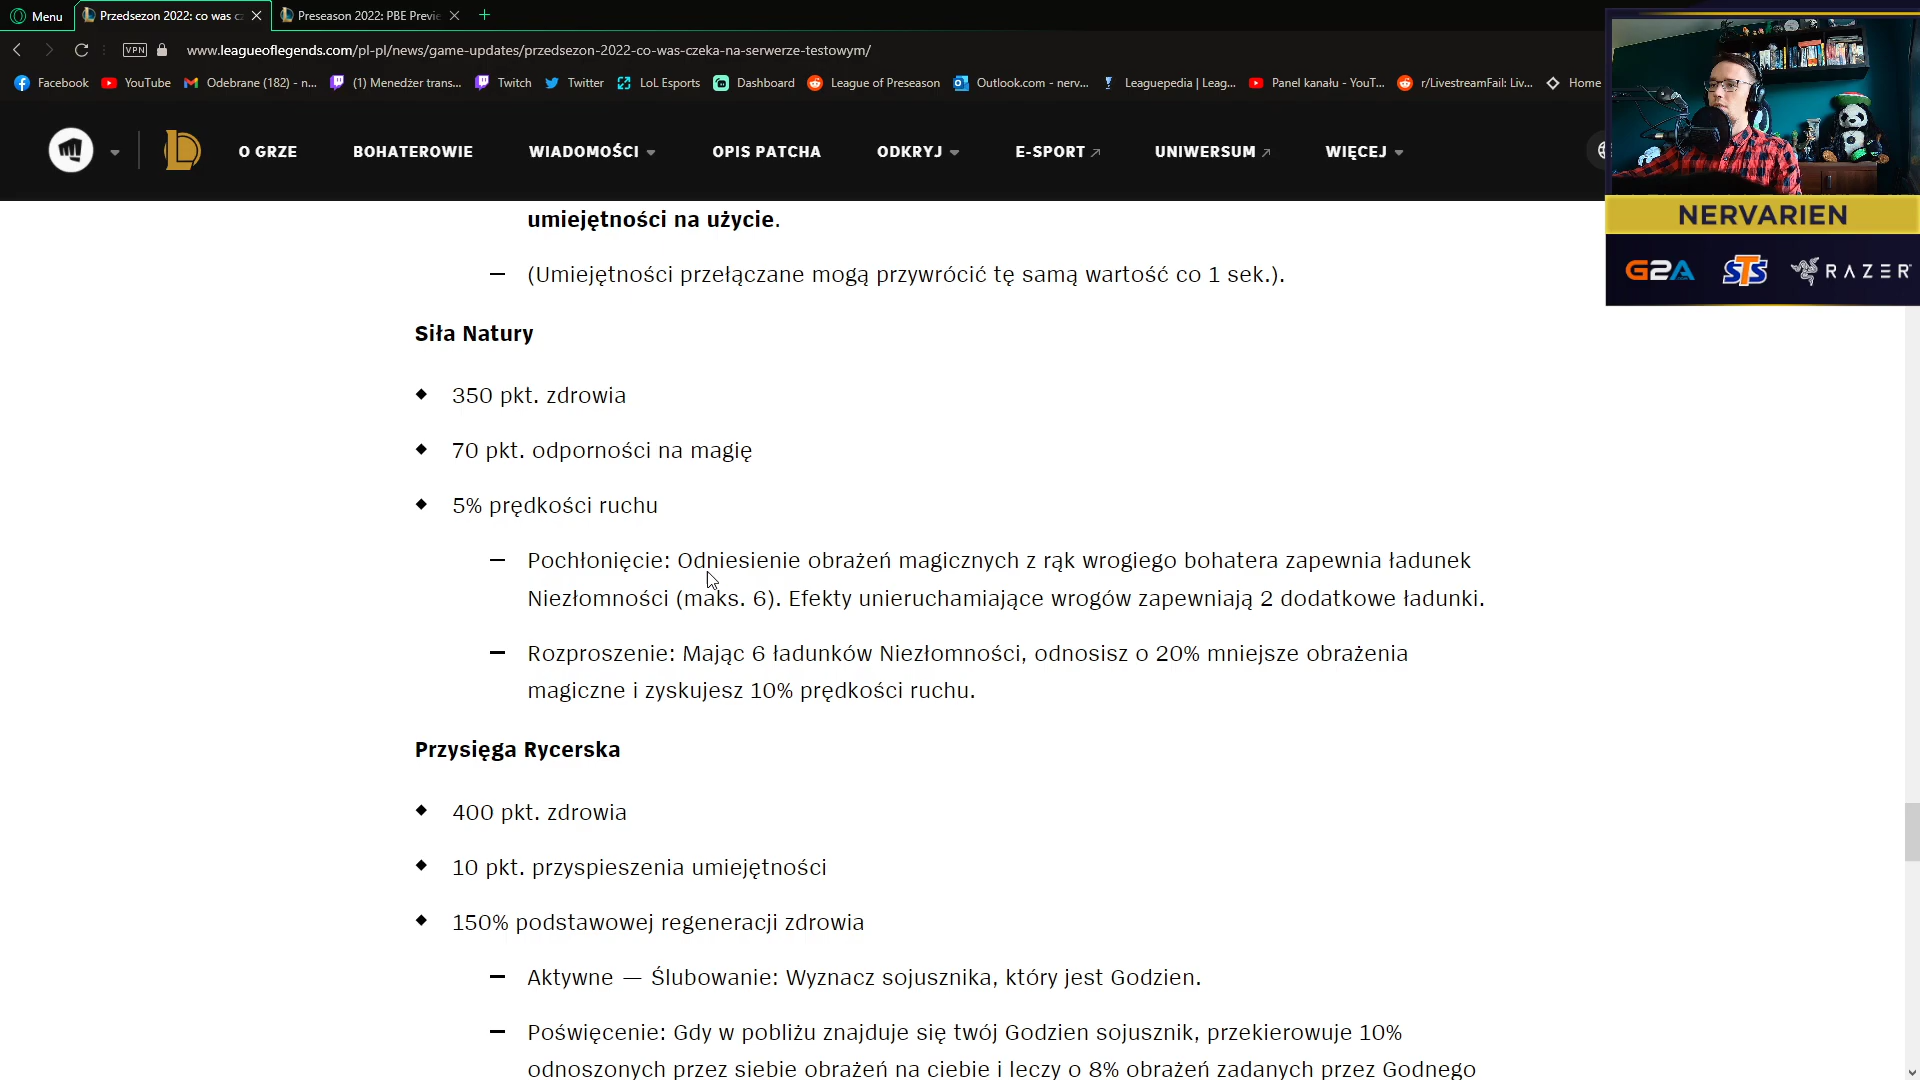 Menu
Przedsezon 2022: co was cz
Preseason 2022: PBE Previe
VPN
www.leagueoflegends.com/pl-pl/news/game-updates/przedsezon-2022-co-was-czeka-na-serwerze-testowym/
Facebook YouTube Odebrane (182) - n... (1) Menedżer trans... Twitch Twitter LoL Esports Dashboard League of Preseason Outlook.com - nerv... Leaguepedia | Leag... Panel kanału - YouT... r/LivestreamFail: Liv... Home
O GRZE BOHATEROWIE WIADOMOŚCI OPIS PATCHA ODKRYJ E-SPORT UNIWERSUM WIĘCEJ
NERVARIEN
G2A STS RAZER
umiejętności na użycie.
— (Umiejętności przełączane mogą przywrócić tę samą wartość co 1 sek.).
Siła Natury
350 pkt. zdrowia
70 pkt. odporności na magię
5% prędkości ruchu
— Pochłonięcie: Odniesienie obrażeń magicznych z rąk wrogiego bohatera zapewnia ładunek
Niezłomności (maks. 6). Efekty unieruchamiające wrogów zapewniają 2 dodatkowe ładunki.
— Rozproszenie: Mając 6 ładunków Niezłomności, odnosisz o 20% mniejsze obrażenia
magiczne i zyskujesz 10% prędkości ruchu.
Przysięga Rycerska
400 pkt. zdrowia
10 pkt. przyspieszenia umiejętności
150% podstawowej regeneracji zdrowia
— Aktywne — Ślubowanie: Wyznacz sojusznika, który jest Godzien.
— Poświęcenie: Gdy w pobliżu znajduje się twój Godzien sojusznik, przekierowuje 10%
odnoszonych przez siebie obrażeń na ciebie i leczy o 8% obrażeń zadanych przez Godnego